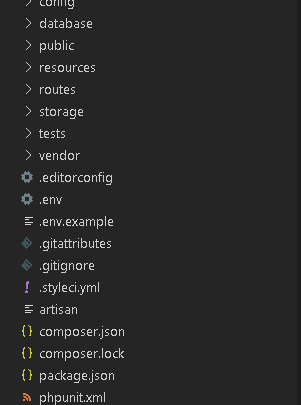 config
database
public
resources
routes
storage
tests
vendor
.editorconfig
.env
.env.example
.gitattributes
.gitignore
.styleci.yml
artisan
composer.json
composer.lock
package.json
phpunit.xml